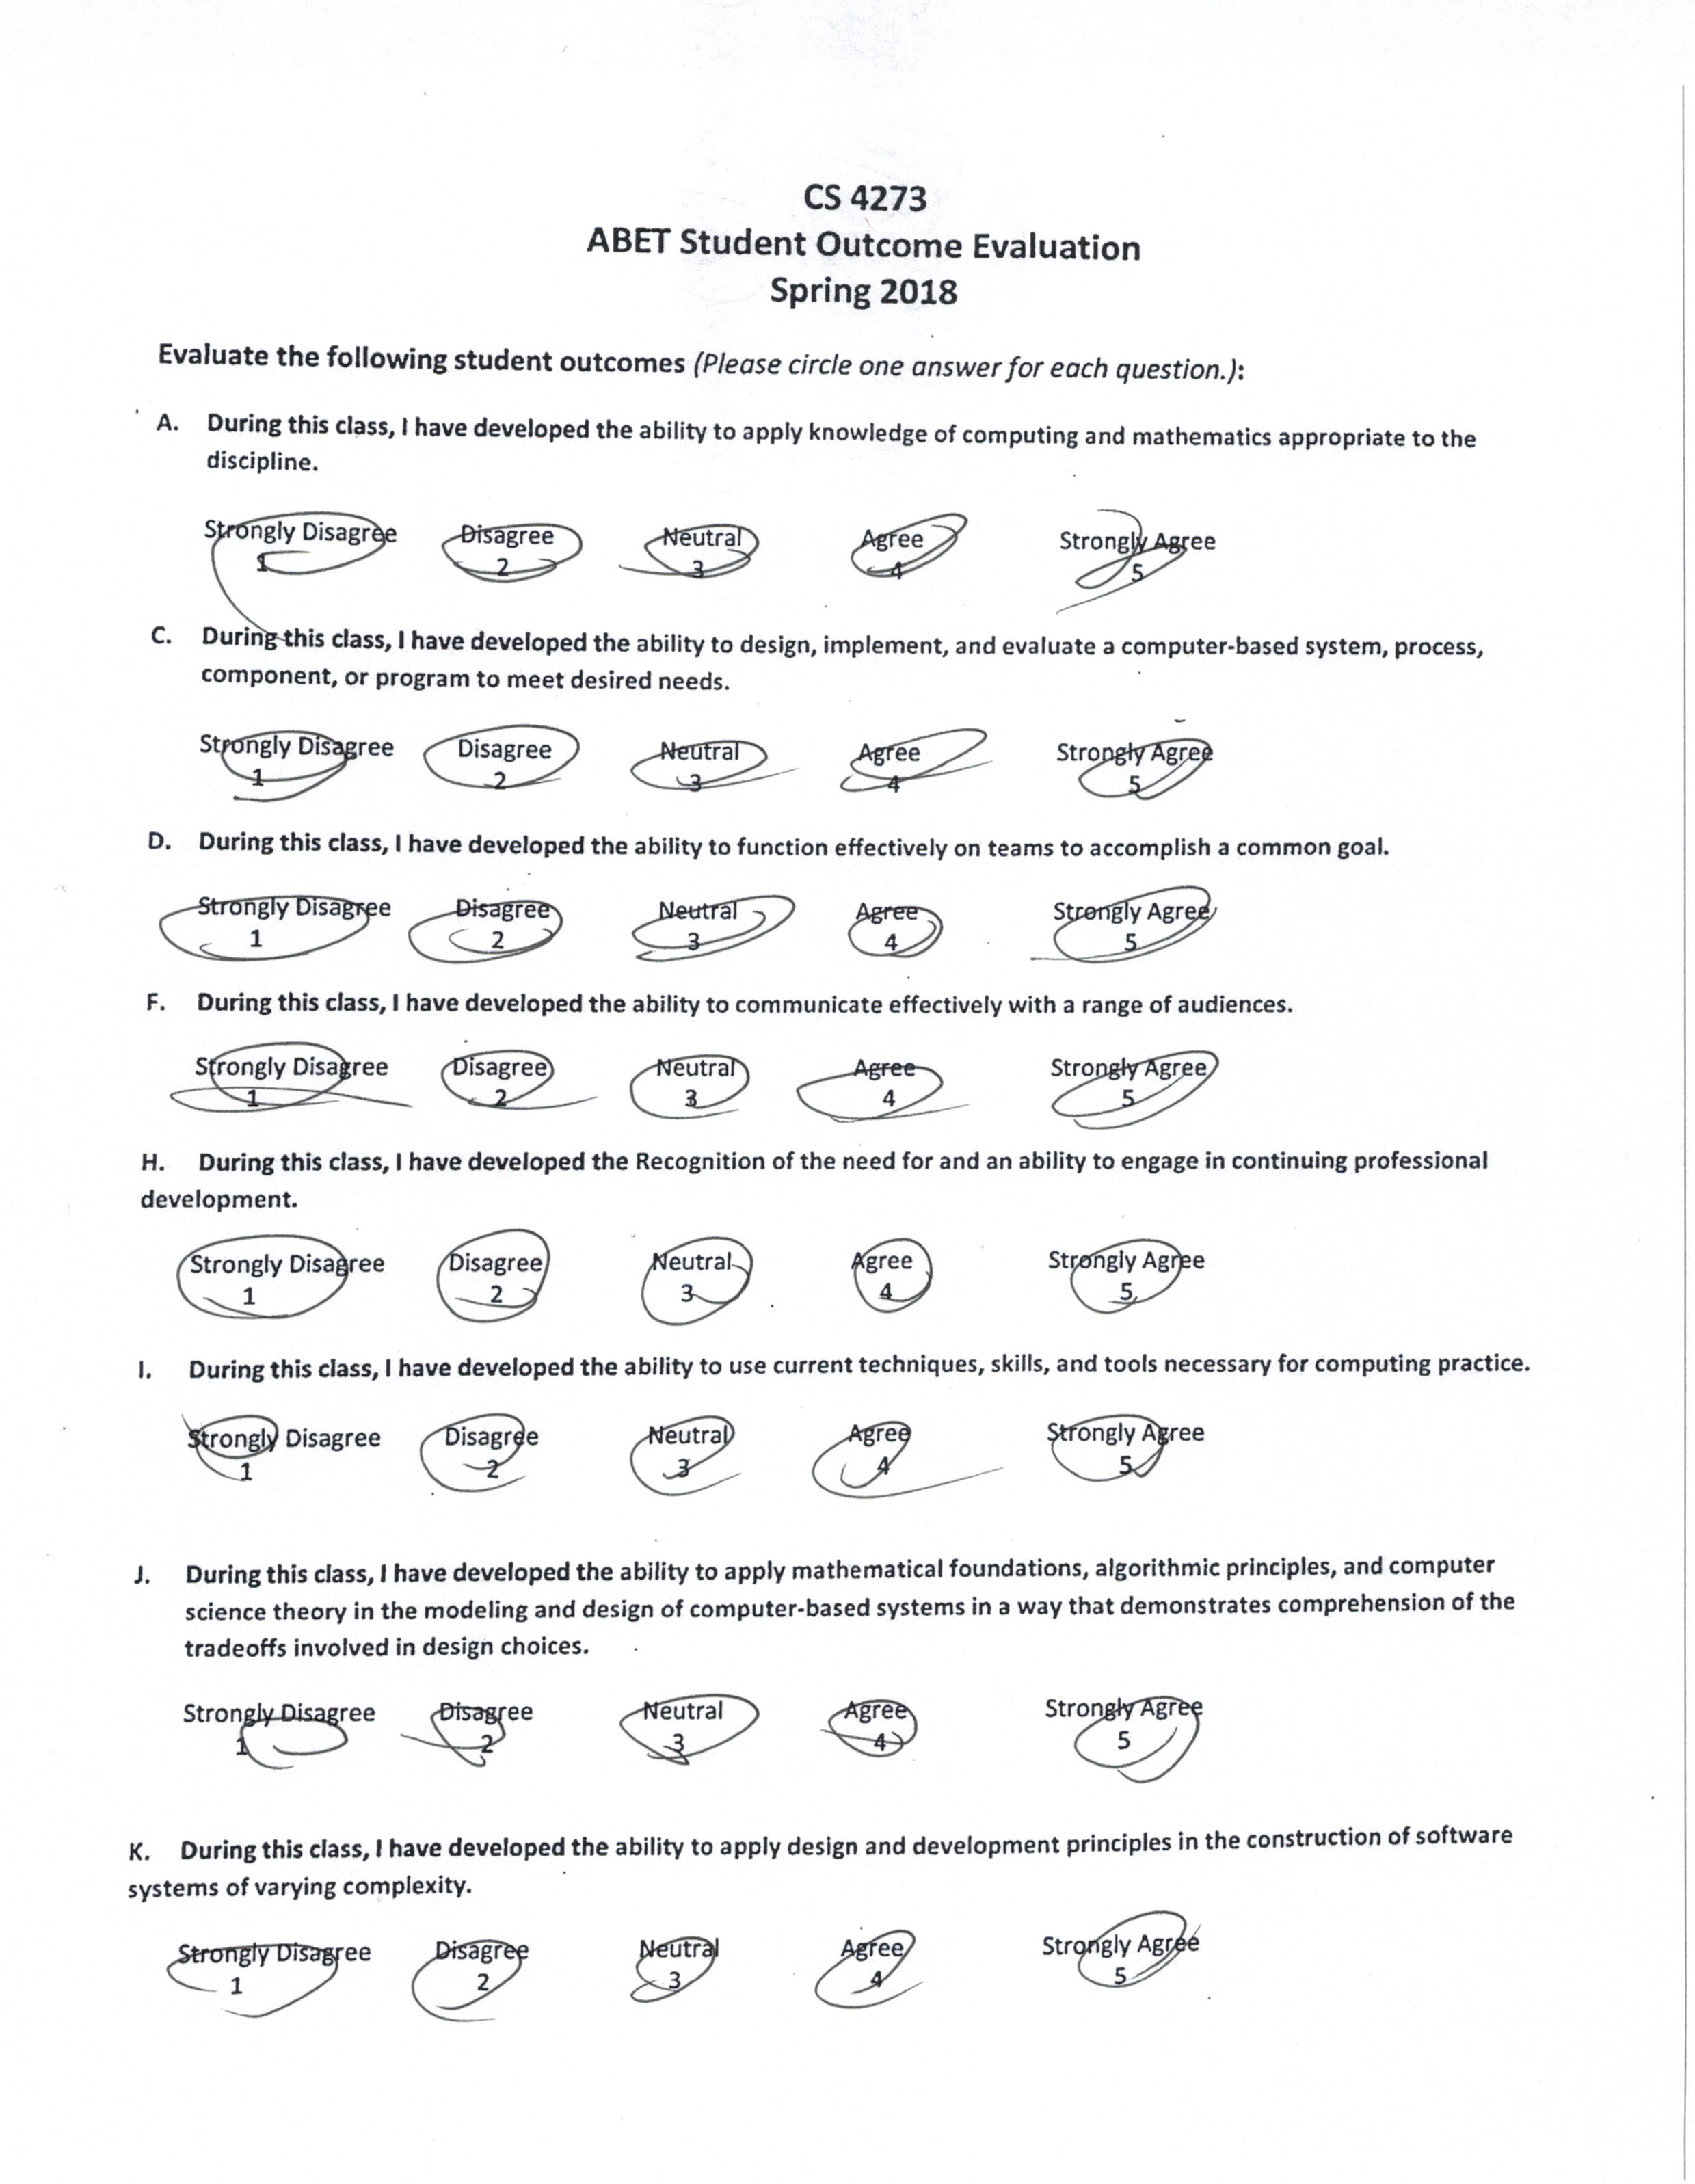 CS 4273
ABET Student Outcome Evaluation
Spring 2018
Evaluate the following student outcomes (Please circle one answer for each question.):
A. During this class, I have developed the ability to apply knowledge of computing and mathematics appropriate to the
discipline.
Strongly Disagree Disagree Neutral Agree Strongly Agree
1 2 3 4 5
C. During this class, I have developed the ability to design, implement, and evaluate a computer-based system, process,
component, or program to meet desired needs.
Strongly Disagree Disagree Neutral Agree Strongly Agree
1 2 3 4 5
D. During this class, I have developed the ability to function effectively on teams to accomplish a common goal.
Strongly Disagree Disagree Neutral Agree Strongly Agree
1 2 3 4 5
F. During this class, I have developed the ability to communicate effectively with a range of audiences.
Strongly Disagree Disagree Neutral Agree Strongly Agree
1 2 3 4 5
H. During this class, I have developed the Recognition of the need for and an ability to engage in continuing professional
development.
Strongly Disagree Disagree Neutral Agree Strongly Agree
1 2 3 4 5
I. During this class, I have developed the ability to use current techniques, skills, and tools necessary for computing practice.
Strongly Disagree Disagree Neutral Agree Strongly Agree
1 2 3 4 5
J. During this class, I have developed the ability to apply mathematical foundations, algorithmic principles, and computer
science theory in the modeling and design of computer-based systems in a way that demonstrates comprehension of the
tradeoffs involved in design choices.
Strongly Disagree Disagree Neutral Agree Strongly Agree
1 2 3 4 5
K. During this class, I have developed the ability to apply design and development principles in the construction of software
systems of varying complexity.
Strongly Disagree Disagree Neutral Agree Strongly Agree
1 2 3 4 5